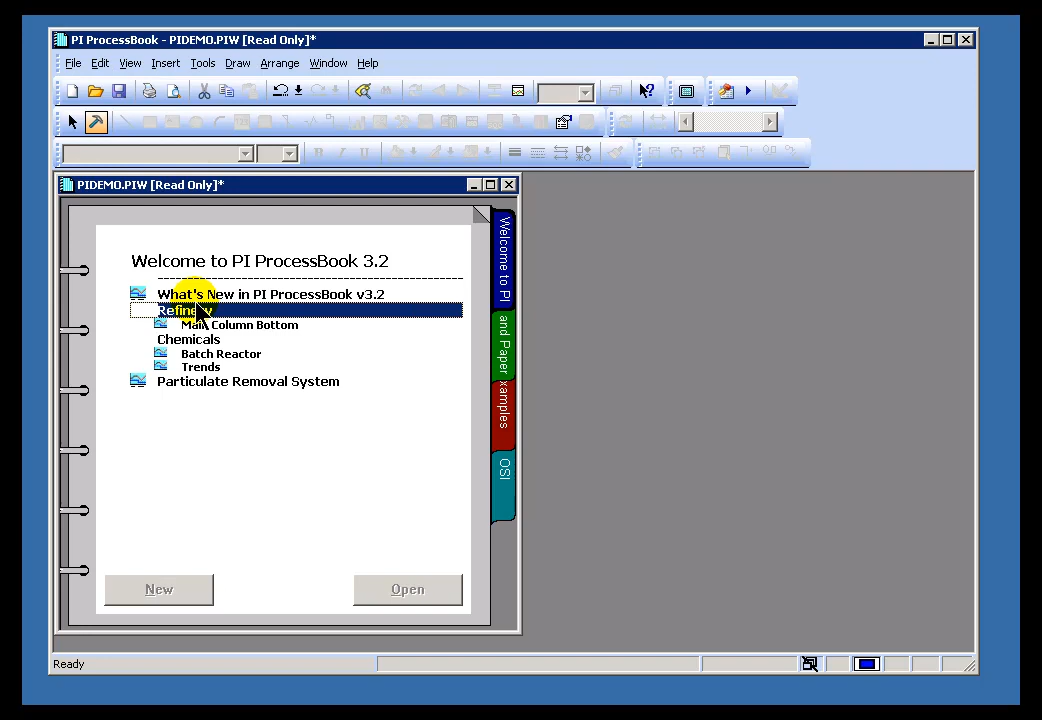 PI ProcessBook - PIDEMO.PIW [Read Only]*
File Edit View Insert Tools Draw Arrange Window Help
B I U
PIDEMO.PIW [Read Only]*
Welcome to PI ProcessBook 3.2
What's New in PI ProcessBook v3.2
Refinery
Main Column Bottom
Chemicals
Batch Reactor
Trends
Particulate Removal System
Welcome to PI
and Paper
xamples
OSI
New Open
Ready